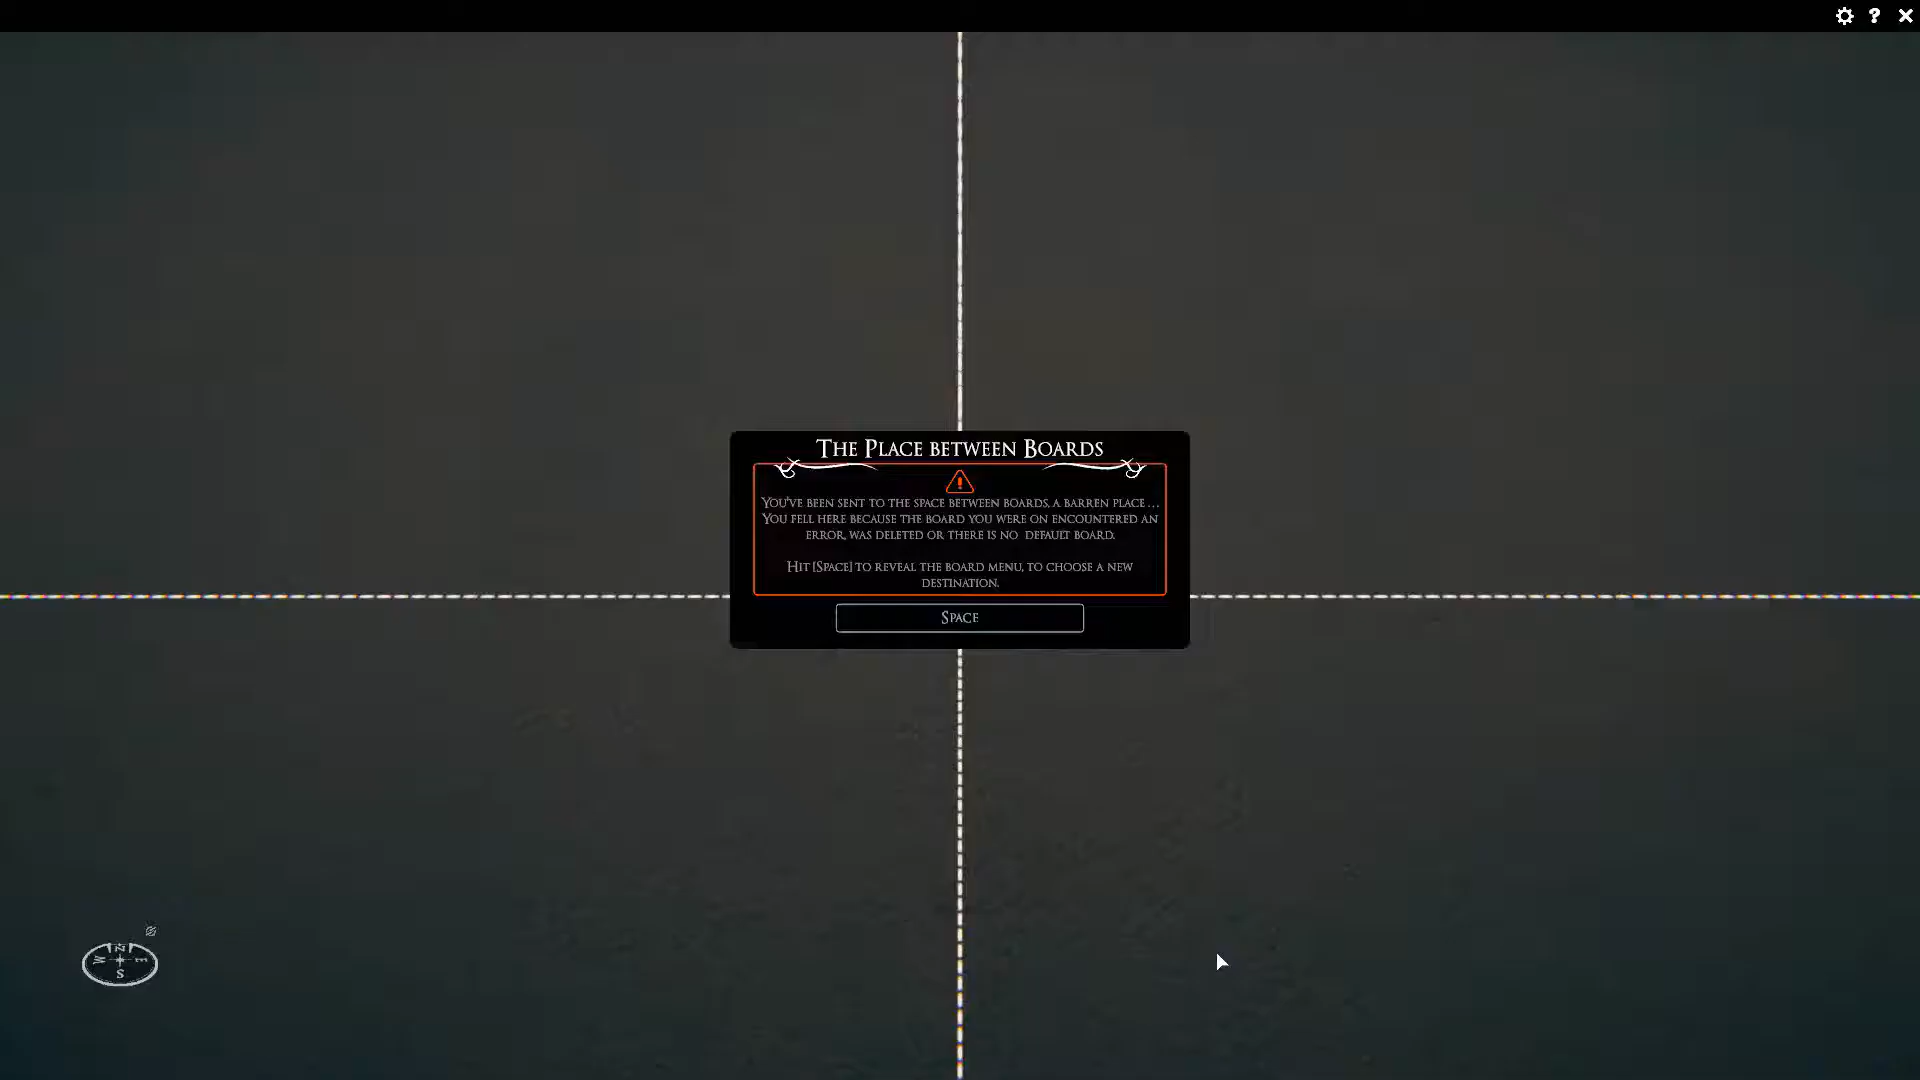 ?
The Place between Boards
You've been sent to the space between boards, a barren place ...
You fell here because the board you were on encountered an
error, was deleted or there is no default board.
Hit [Space] to reveal the board menu, to choose a new
destination.
Space
N
W E
S